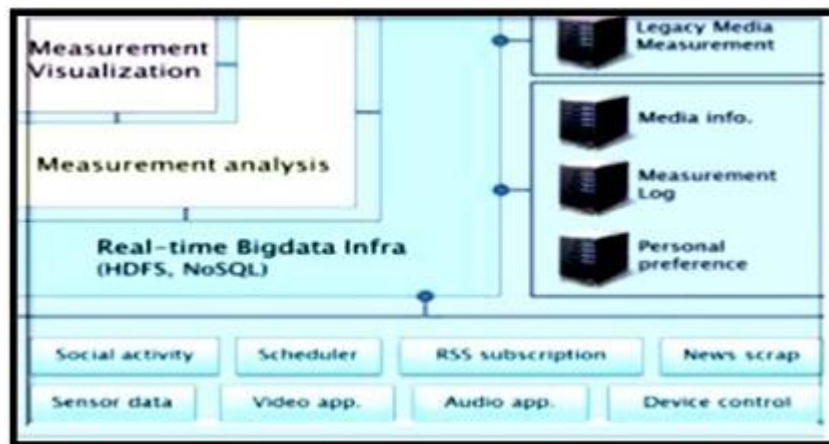 Measurement
Visualization
Measurement analysis
Real-time Bigdata Infra
(HDFS, NoSQL)
Legacy Media
Measurement
Media info.
Measurement
Log
Personal
preference
Social activity
Scheduler
RSS subscription
News scrap
Sensor data
Video app.
Audio app.
Device control